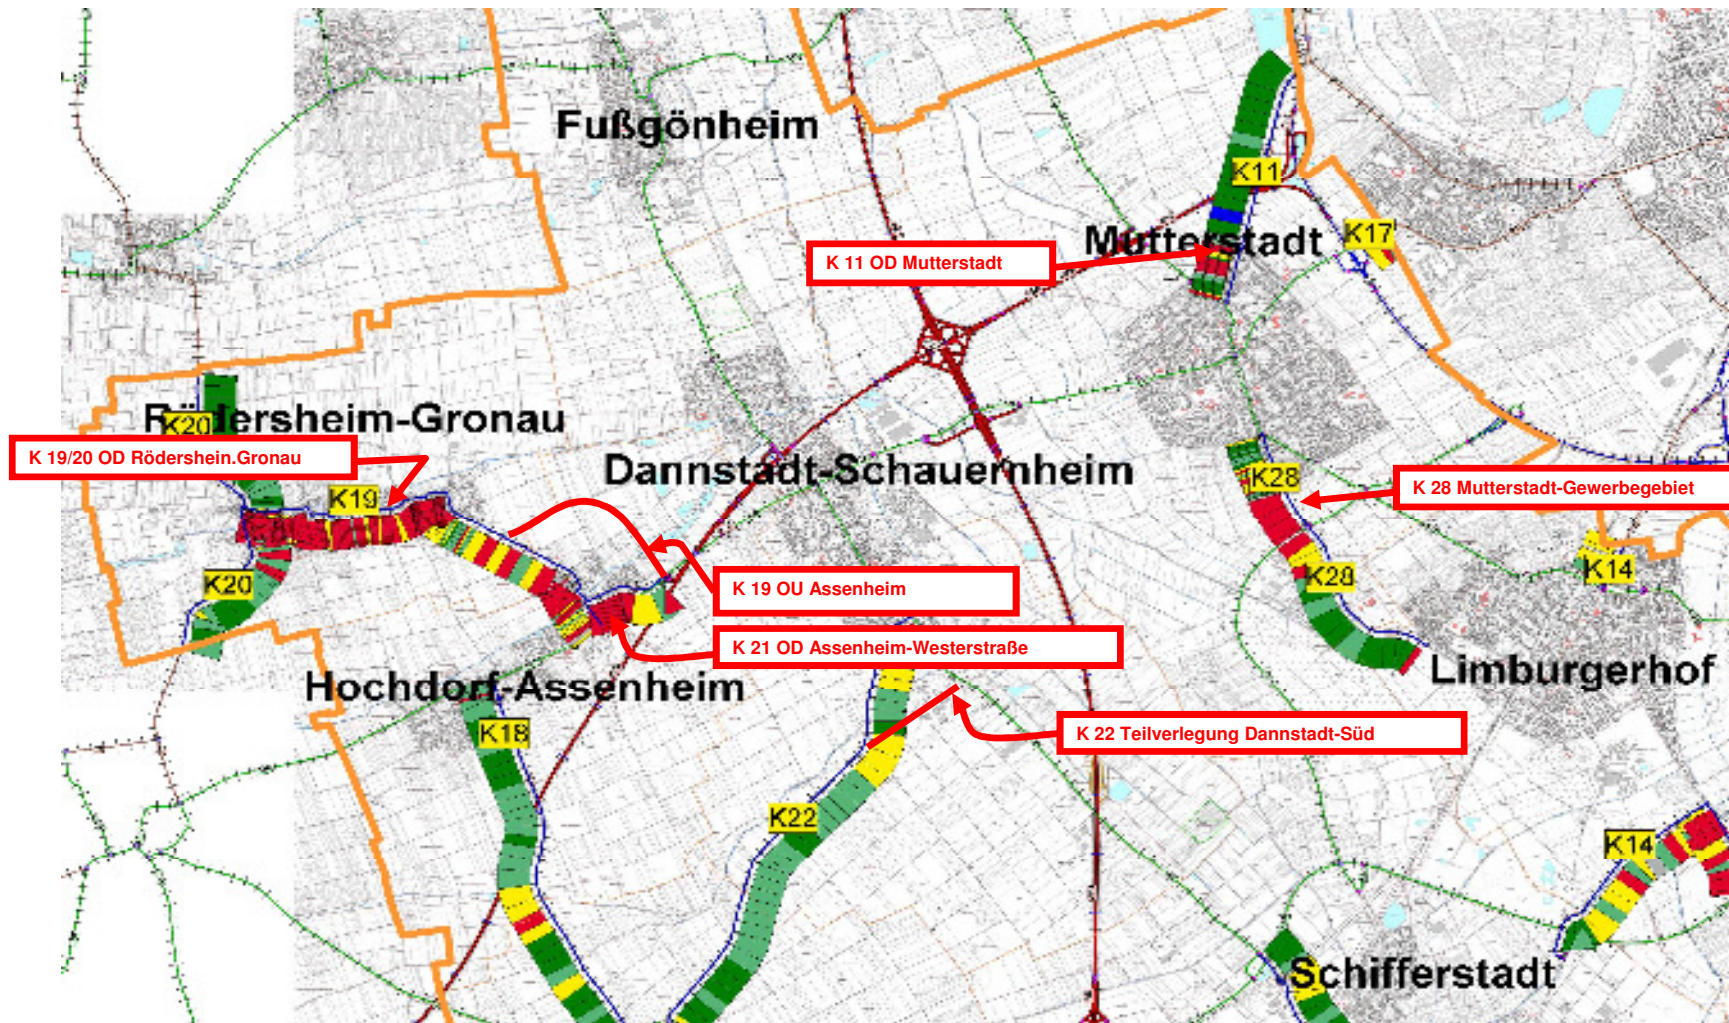 Fußgönheim
K11
K17
Mutterstadt
K 11 OD Mutterstadt
Rödersheim-Gronau
K20
K 19/20 OD Rödershein.Gronau
Dannstadt-Schauernheim
K28
K 28 Mutterstadt-Gewerbegebiet
K19
K20
K 19 OU Assenheim
K28
K14
K 21 OD Assenheim-Westerstraße
Hochdorf-Assenheim
Limburgerhof
K18
K 22 Teilverlegung Dannstadt-Süd
K22
K14
Schifferstadt